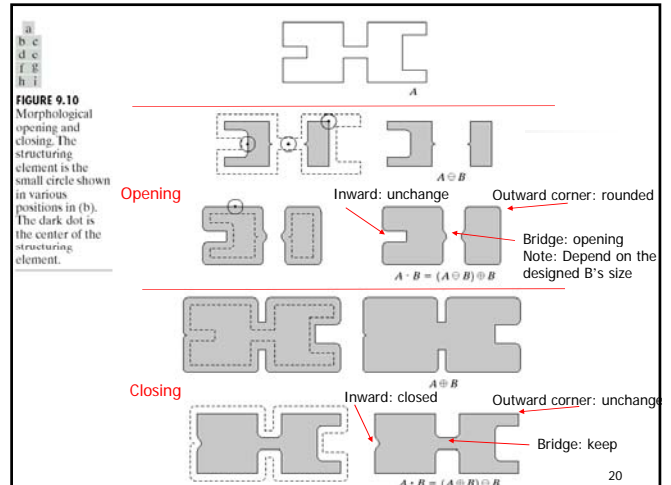 a
b c
d e
f g
h i
FIGURE 9.10
Morphological
opening and
closing. The
structuring
element is the
small circle shown
in various
positions in (b).
The dark dot is
the center of the
structuring
element.
A
A ⊖ B
Opening
Inward: unchange
Outward corner: rounded
Bridge: opening
Note: Depend on the
designed B's size
A ∘ B = (A ⊖ B) ⊕ B
A ⊕ B
Closing
Inward: closed
Outward corner: unchange
Bridge: keep
A • B = (A ⊕ B) ⊖ B
20